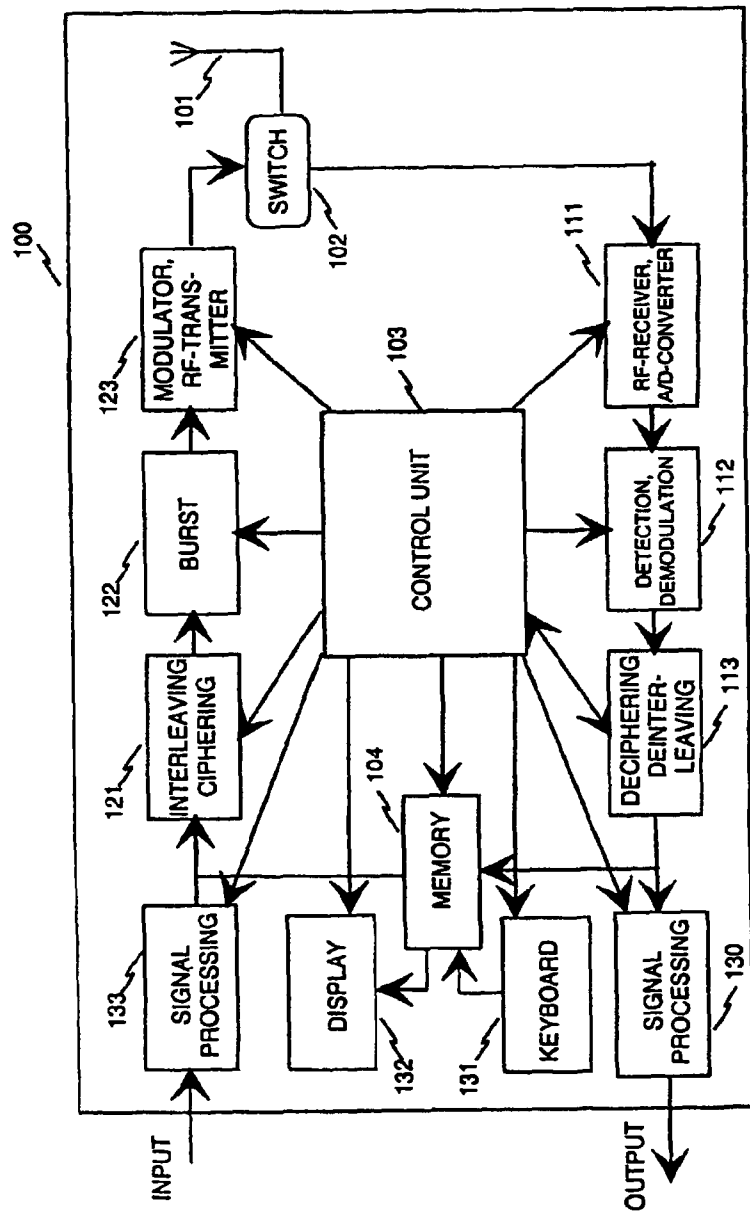 100
INPUT
133
SIGNAL
PROCESSING
121
INTERLEAVING
CIPHERING
122
BURST
123
MODULATOR,
RF-TRANS-
MITTER
101
SWITCH
102
DISPLAY
132
104
MEMORY
103
CONTROL UNIT
131
KEYBOARD
OUTPUT
SIGNAL
PROCESSING
130
DECIPHERING
DEINTER-
LEAVING
113
DETECTION,
DEMODULATION
112
111
RF-RECEIVER,
A/D-CONVERTER